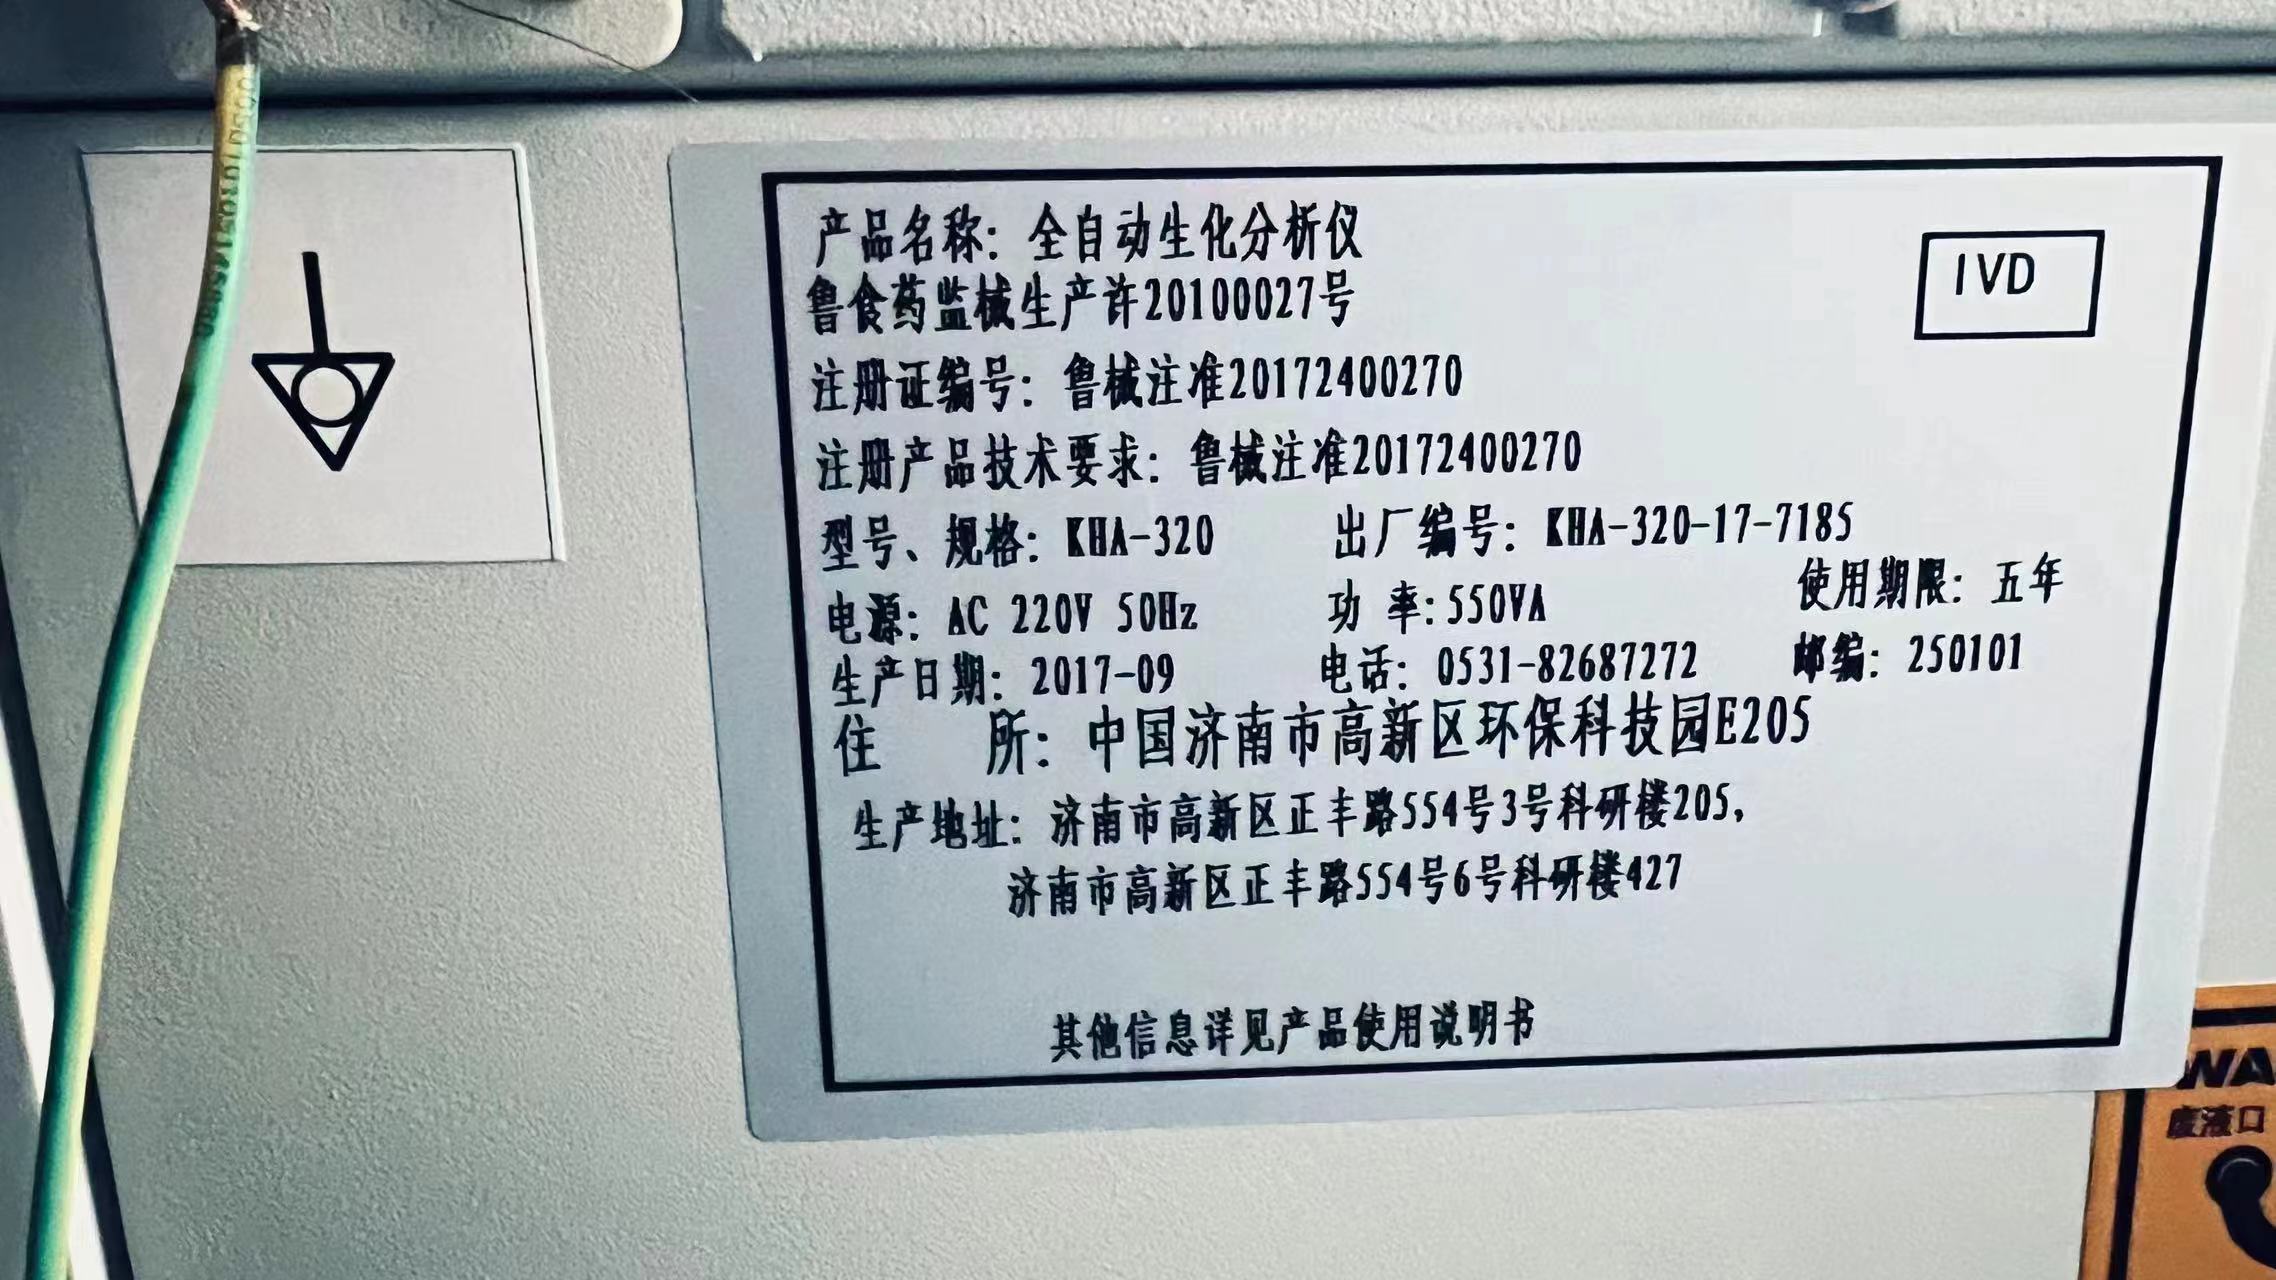 产品名称：全自动生化分析仪
IVD
鲁食药监械生产许20100027号
注册证编号：鲁械注准20172400270
注册产品技术要求：鲁械注准20172400270
型号、规格：KHA-320 出厂编号：KHA-320-17-7185
电源：AC 220V 50Hz 功 率:550VA 使用期限：五年
生产日期：2017-09 电话：0531-82687272 邮编：250101
住 所：中国济南市高新区环保科技园E205
生产地址：济南市高新区正丰路554号3号科研楼205,
济南市高新区正丰路554号6号科研楼427
其他信息详见产品使用说明书
WA
废液口